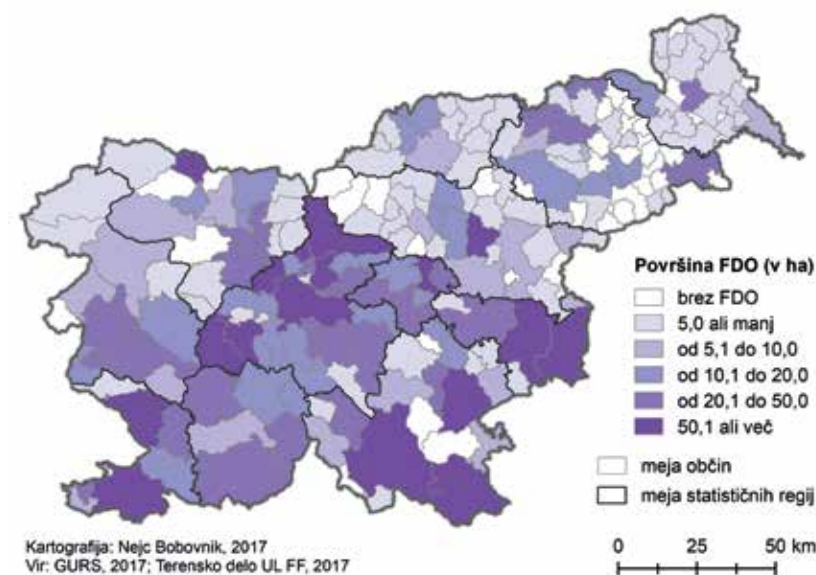 Površina FDO (v ha)
brez FDO
5,0 ali manj
od 5,1 do 10,0
od 10,1 do 20,0
od 20,1 do 50,0
50,1 ali več
meja občin
meja statističnih regij
Kartografija: Nejc Bobovnik, 2017
Vir: GURS, 2017; Terensko delo UL FF, 2017
0 25 50 km